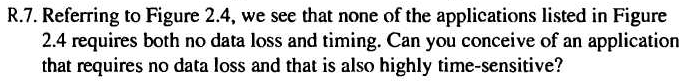 R.7. Referring to Figure 2.4, we see that none of the applications listed in Figure
2.4 requires both no data loss and timing. Can you conceive of an application
that requires no data loss and that is also highly time-sensitive?